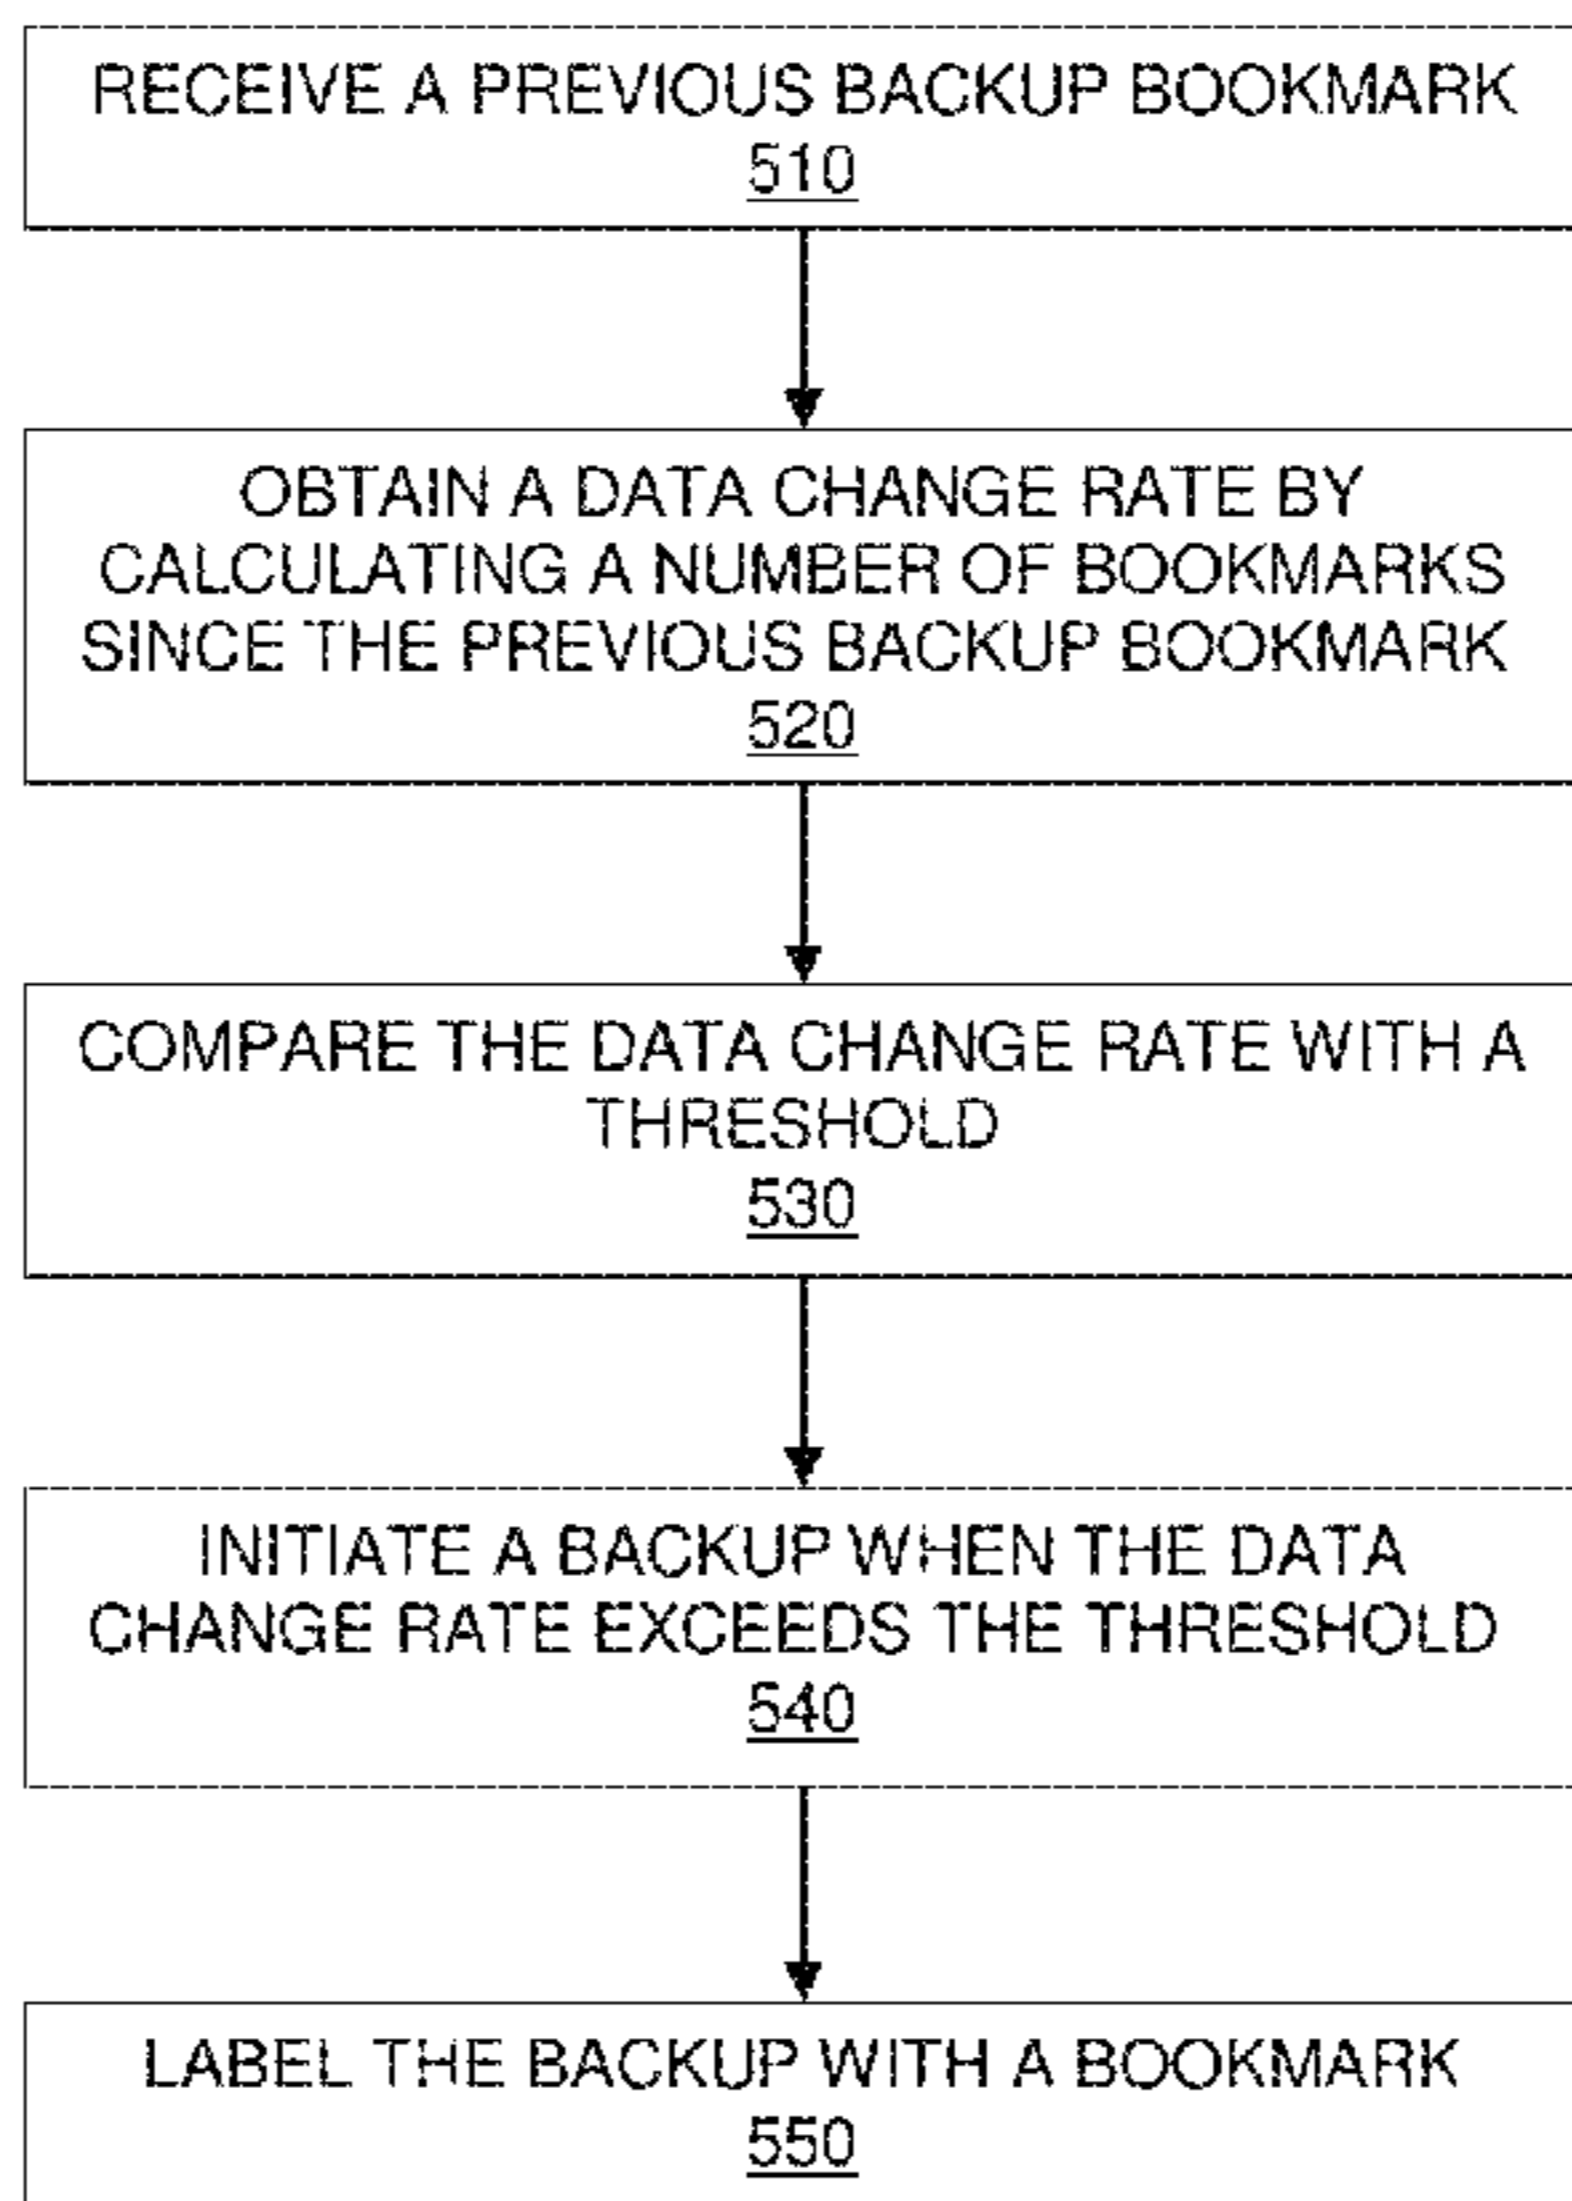 RECEIVE A PREVIOUS BACKUP BOOKMARK
510
OBTAIN A DATA CHANGE RATE BY
CALCULATING A NUMBER OF BOOKMARKS
SINCE THE PREVIOUS BACKUP BOOKMARK
520
COMPARE THE DATA CHANGE RATE WITH A
THRESHOLD
530
INITIATE A BACKUP WHEN THE DATA
CHANGE RATE EXCEEDS THE THRESHOLD
540
LABEL THE BACKUP WITH A BOOKMARK
550